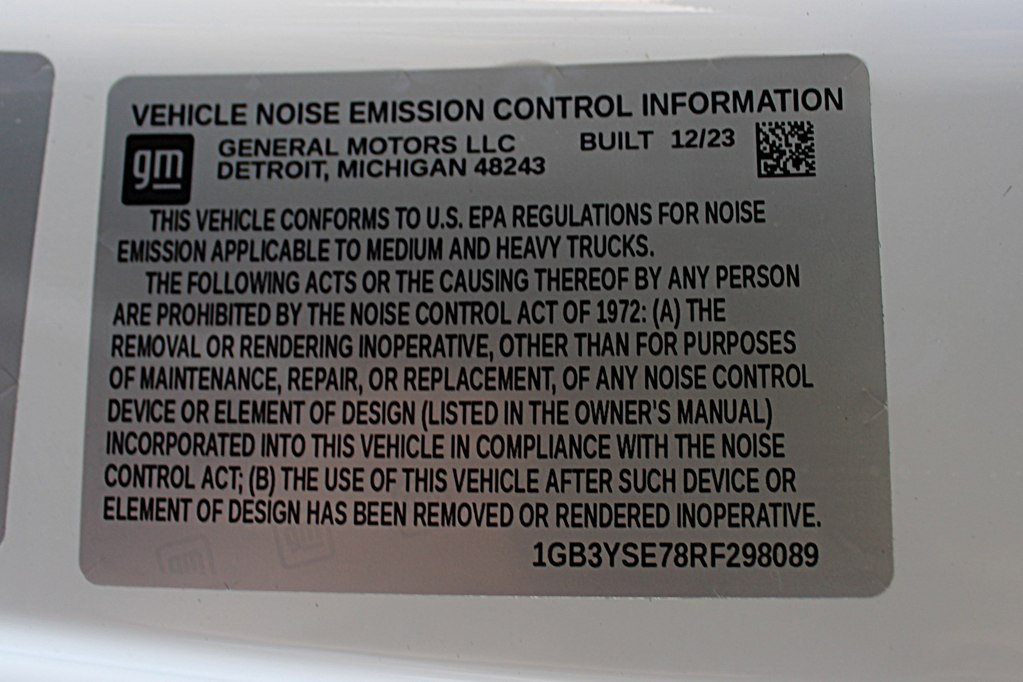 VEHICLE NOISE EMISSION CONTROL INFORMATION
gm
GENERAL MOTORS LLC BUILT 12/23
DETROIT, MICHIGAN 48243
THIS VEHICLE CONFORMS TO U.S. EPA REGULATIONS FOR NOISE
EMISSION APPLICABLE TO MEDIUM AND HEAVY TRUCKS.
THE FOLLOWING ACTS OR THE CAUSING THEREOF BY ANY PERSON
ARE PROHIBITED BY THE NOISE CONTROL ACT OF 1972: (A) THE
REMOVAL OR RENDERING INOPERATIVE, OTHER THAN FOR PURPOSES
OF MAINTENANCE, REPAIR, OR REPLACEMENT, OF ANY NOISE CONTROL
DEVICE OR ELEMENT OF DESIGN (LISTED IN THE OWNER'S MANUAL)
INCORPORATED INTO THIS VEHICLE IN COMPLIANCE WITH THE NOISE
CONTROL ACT; (B) THE USE OF THIS VEHICLE AFTER SUCH DEVICE OR
ELEMENT OF DESIGN HAS BEEN REMOVED OR RENDERED INOPERATIVE.
1GB3YSE78RF298089